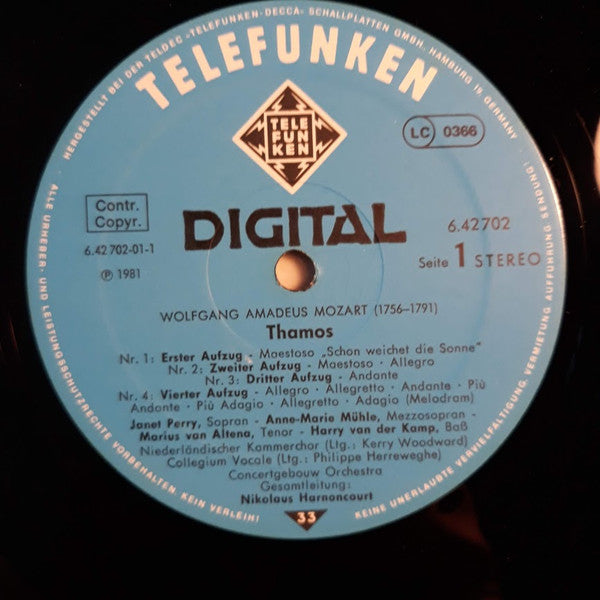 HERGESTELLT BEI DER TELDEC »TELEFUNKEN-DECCA« SCHALLPLATTEN GMBH, HAMBURG IN GERMANY
TELEFUNKEN
TELE
FUN
KEN
LC 0366
Contr.
Copyr.
DIGITAL
6.42702
6.42 702-01-1
Seite 1 STEREO
Ⓟ 1981
WOLFGANG AMADEUS MOZART (1756–1791)
Thamos
Nr. 1: Erster Aufzug - Maestoso „Schon weichet die Sonne“
Nr. 2: Zweiter Aufzug - Maestoso · Allegro
Nr. 3: Dritter Aufzug - Andante
Nr. 4: Vierter Aufzug - Allegro · Allegretto · Andante · Più
Andante · Più Adagio · Allegretto · Adagio (Melodram)
Janet Perry, Sopran - Anne-Marie Mühle, Mezzosopran -
Marius van Altena, Tenor - Harry van der Kamp, Baß
Niederländischer Kammerchor (Ltg.: Kerry Woodward)
Collegium Vocale (Ltg.: Philippe Herreweghe)
Concertgebouw Orchestra
Gesamtleitung:
Nikolaus Harnoncourt
33
ALLE URHEBER- UND LEISTUNGSSCHUTZRECHTE VORBEHALTEN. KEIN VERLEIH!
KEINE UNERLAUBTE VERVIELFÄLTIGUNG, VERMIETUNG, AUFFÜHRUNG, SENDUNG!